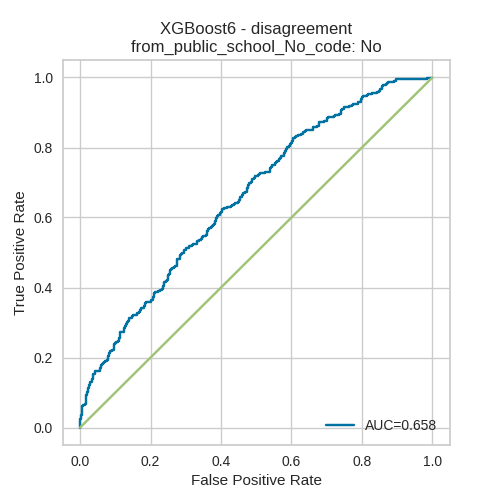 XGBoost6 - disagreement
from_public_school_No_code: No
1.0
0.8
0.6
0.4
0.2
0.0
True Positive Rate
AUC=0.658
0.0 0.2 0.4 0.6 0.8 1.0
False Positive Rate